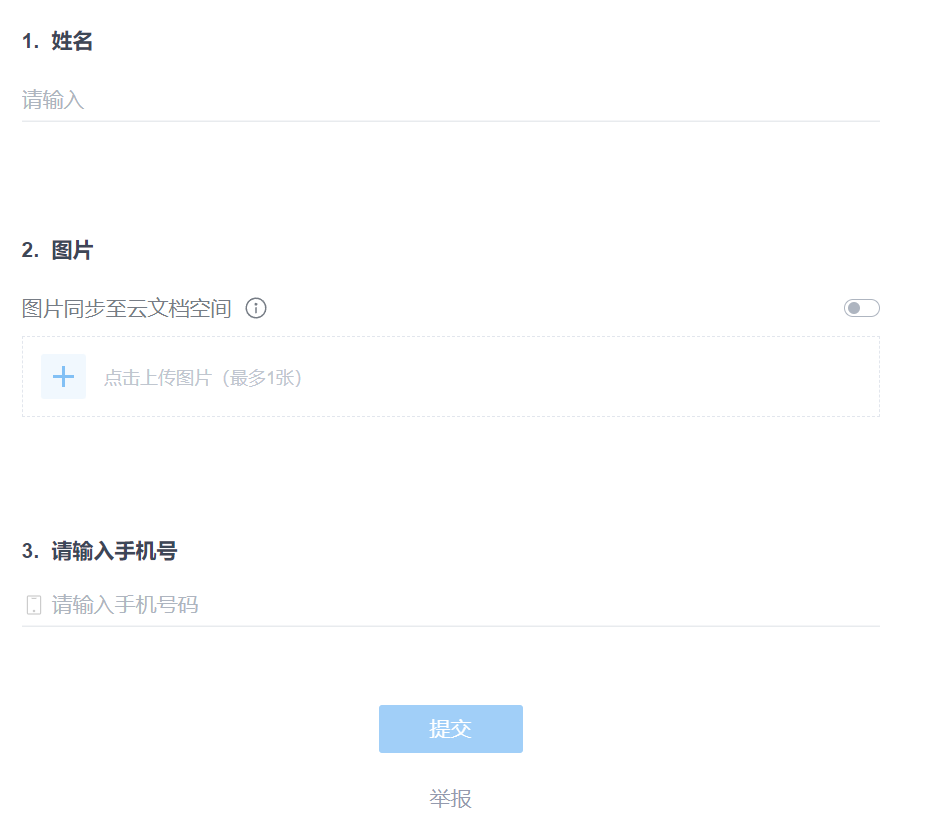 1. 姓名
请输入
2. 图片
图片同步至云文档空间
点击上传图片（最多1张）
3. 请输入手机号
请输入手机号码
提交
举报